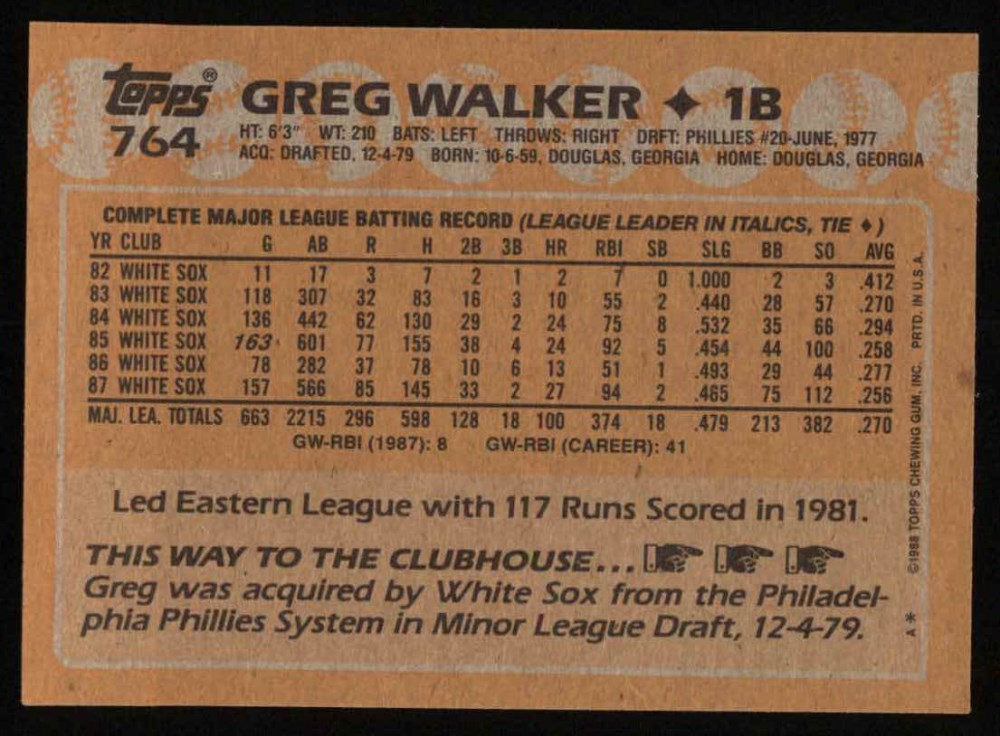 topps® GREG WALKER ♦ 1B
764 HT: 6'3" WT: 210 BATS: LEFT THROWS: RIGHT DRFT: PHILLIES #20-JUNE, 1977
ACQ: DRAFTED, 12-4-79 BORN: 10-6-59, DOUGLAS, GEORGIA HOME: DOUGLAS, GEORGIA
COMPLETE MAJOR LEAGUE BATTING RECORD (LEAGUE LEADER IN ITALICS, TIE ♦)
YR CLUB G AB R H 2B 3B HR RBI SB SLG BB SO AVG
82 WHITE SOX 11 17 3 7 2 1 2 7 0 1.000 2 3 .412
83 WHITE SOX 118 307 32 83 16 3 10 55 2 .440 28 57 .270
84 WHITE SOX 136 442 62 130 29 2 24 75 8 .532 35 66 .294
85 WHITE SOX 163 601 77 155 38 4 24 92 5 .454 44 100 .258
86 WHITE SOX 78 282 37 78 10 6 13 51 1 .493 29 44 .277
87 WHITE SOX 157 566 85 145 33 2 27 94 2 .465 75 112 .256
MAJ. LEA. TOTALS 663 2215 296 598 128 18 100 374 18 .479 213 382 .270
GW-RBI (1987): 8 GW-RBI (CAREER): 41
Led Eastern League with 117 Runs Scored in 1981.
THIS WAY TO THE CLUBHOUSE...
Greg was acquired by White Sox from the Philadel-
phia Phillies System in Minor League Draft, 12-4-79.
A* ©1988 TOPPS CHEWING GUM, INC. PRTD. IN U.S.A.